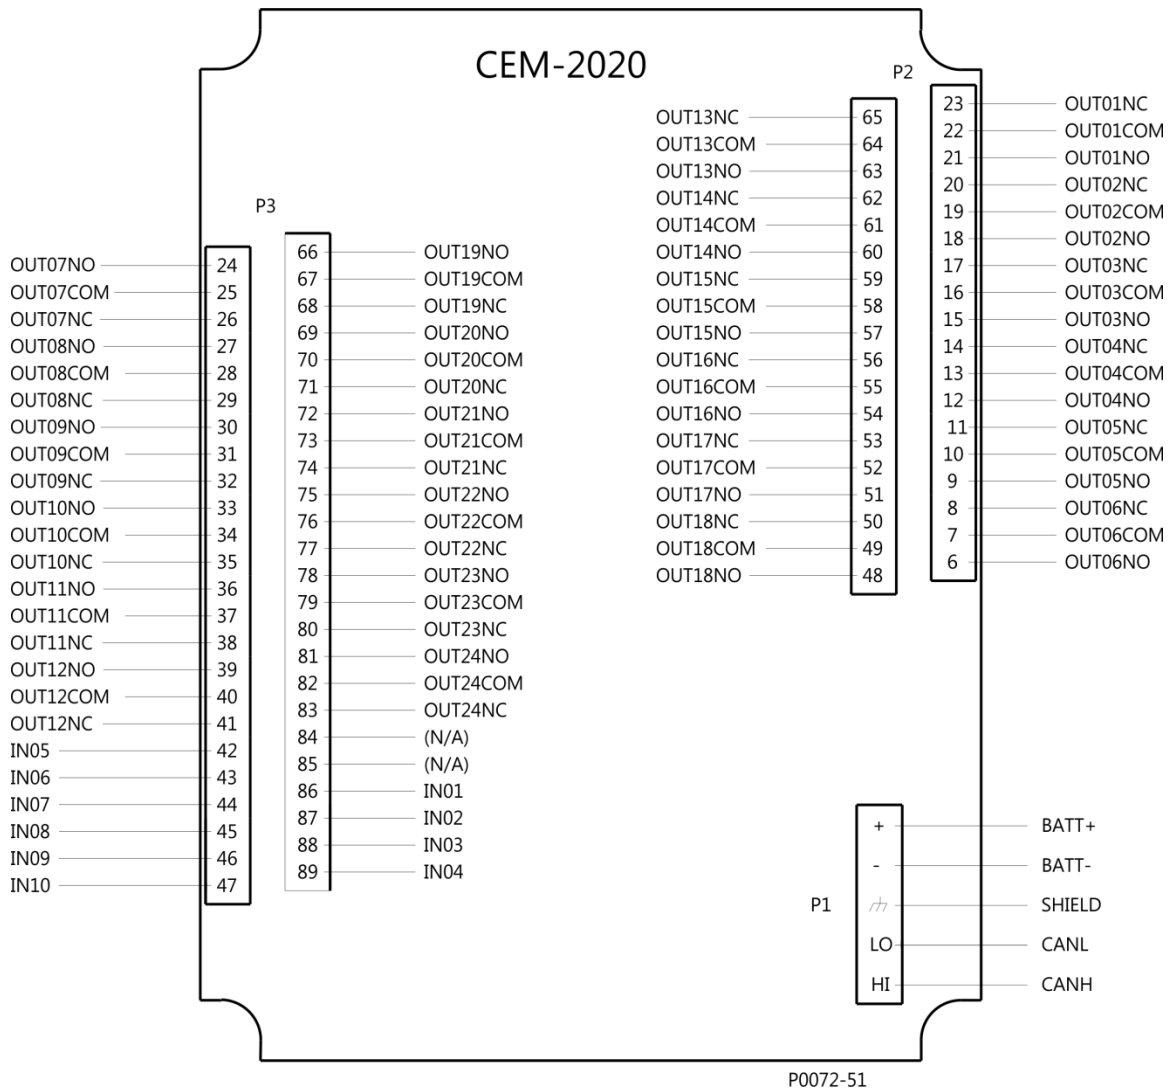 CEM-2020
P2
23 OUT01NC
22 OUT01COM
21 OUT01NO
20 OUT02NC
19 OUT02COM
18 OUT02NO
17 OUT03NC
16 OUT03COM
15 OUT03NO
14 OUT04NC
13 OUT04COM
12 OUT04NO
11 OUT05NC
10 OUT05COM
9 OUT05NO
8 OUT06NC
7 OUT06COM
6 OUT06NO
OUT13NC 65
OUT13COM 64
OUT13NO 63
OUT14NC 62
OUT14COM 61
OUT14NO 60
OUT15NC 59
OUT15COM 58
OUT15NO 57
OUT16NC 56
OUT16COM 55
OUT16NO 54
OUT17NC 53
OUT17COM 52
OUT17NO 51
OUT18NC 50
OUT18COM 49
OUT18NO 48
P3
OUT07NO 24
OUT07COM 25
OUT07NC 26
OUT08NO 27
OUT08COM 28
OUT08NC 29
OUT09NO 30
OUT09COM 31
OUT09NC 32
OUT10NO 33
OUT10COM 34
OUT10NC 35
OUT11NO 36
OUT11COM 37
OUT11NC 38
OUT12NO 39
OUT12COM 40
OUT12NC 41
IN05 42
IN06 43
IN07 44
IN08 45
IN09 46
IN10 47
66 OUT19NO
67 OUT19COM
68 OUT19NC
69 OUT20NO
70 OUT20COM
71 OUT20NC
72 OUT21NO
73 OUT21COM
74 OUT21NC
75 OUT22NO
76 OUT22COM
77 OUT22NC
78 OUT23NO
79 OUT23COM
80 OUT23NC
81 OUT24NO
82 OUT24COM
83 OUT24NC
84 (N/A)
85 (N/A)
86 IN01
87 IN02
88 IN03
89 IN04
P1
+ BATT+
- BATT-
SHIELD
LO CANL
HI CANH
P0072-51